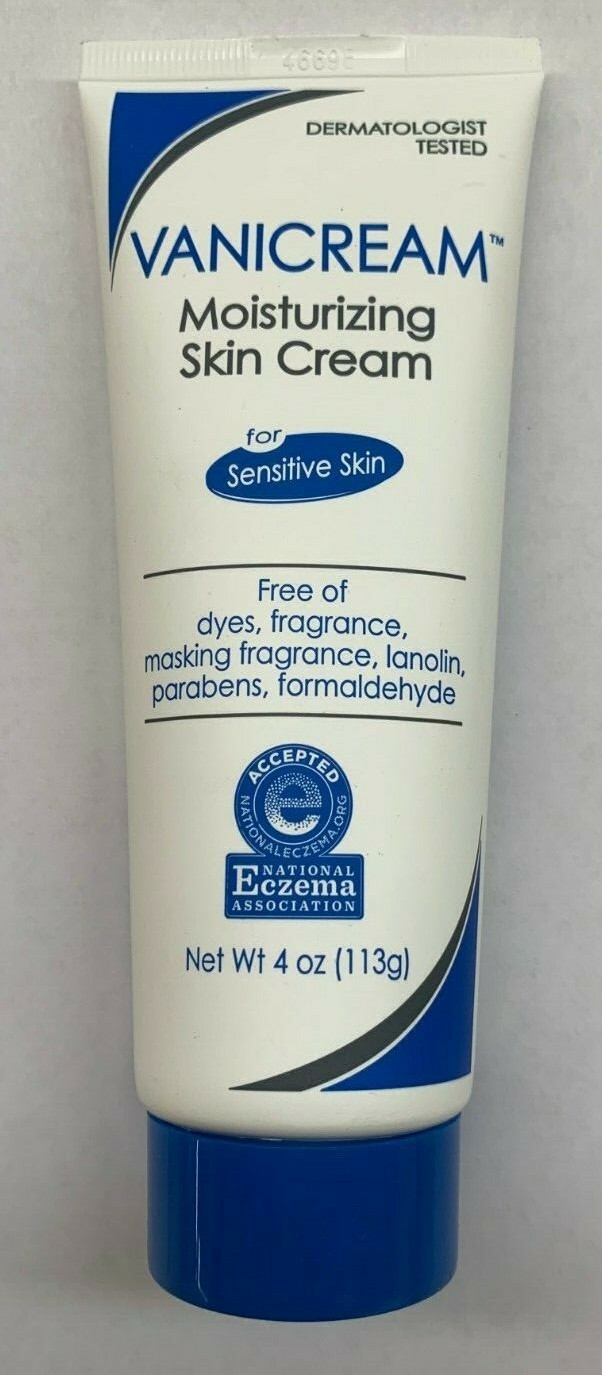 4669E
DERMATOLOGIST
TESTED
VANICREAM™
Moisturizing
Skin Cream
for
Sensitive Skin
Free of
dyes, fragrance,
masking fragrance, lanolin,
parabens, formaldehyde
ACCEPTED
e
NATIONALECZEMA.ORG
NATIONAL
Eczema
ASSOCIATION
Net Wt 4 oz (113g)